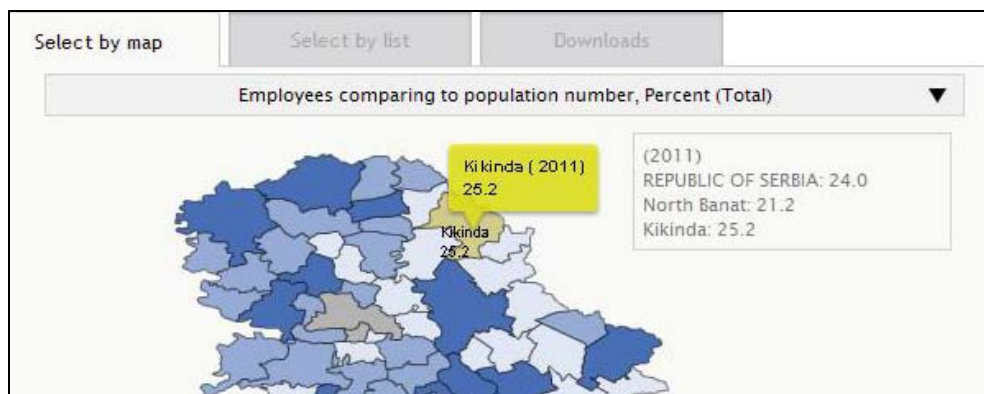 Select by map
Select by list
Downloads
Employees comparing to population number, Percent (Total)
Kikinda ( 2011)
25.2
(2011)
REPUBLIC OF SERBIA: 24.0
North Banat: 21.2
Kikinda: 25.2
Kikinda
25.2